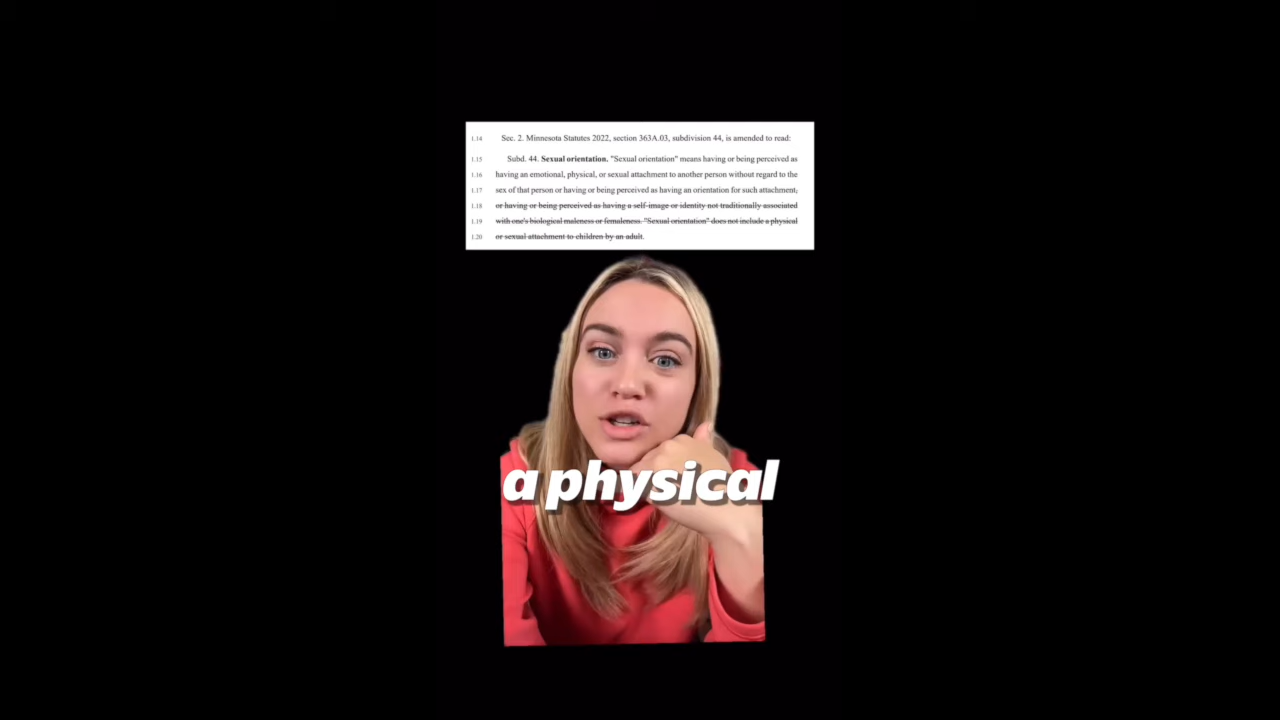 1.14 Sec. 2. Minnesota Statutes 2022, section 363A.03, subdivision 44, is amended to read:
1.15 Subd. 44. Sexual orientation. "Sexual orientation" means having or being perceived as
1.16 having an emotional, physical, or sexual attachment to another person without regard to the
1.17 sex of that person or having or being perceived as having an orientation for such attachment,
1.18 or having or being perceived as having a self-image or identity not traditionally associated
1.19 with one's biological maleness or femaleness. "Sexual orientation" does not include a physical
1.20 or sexual attachment to children by an adult.
a physical